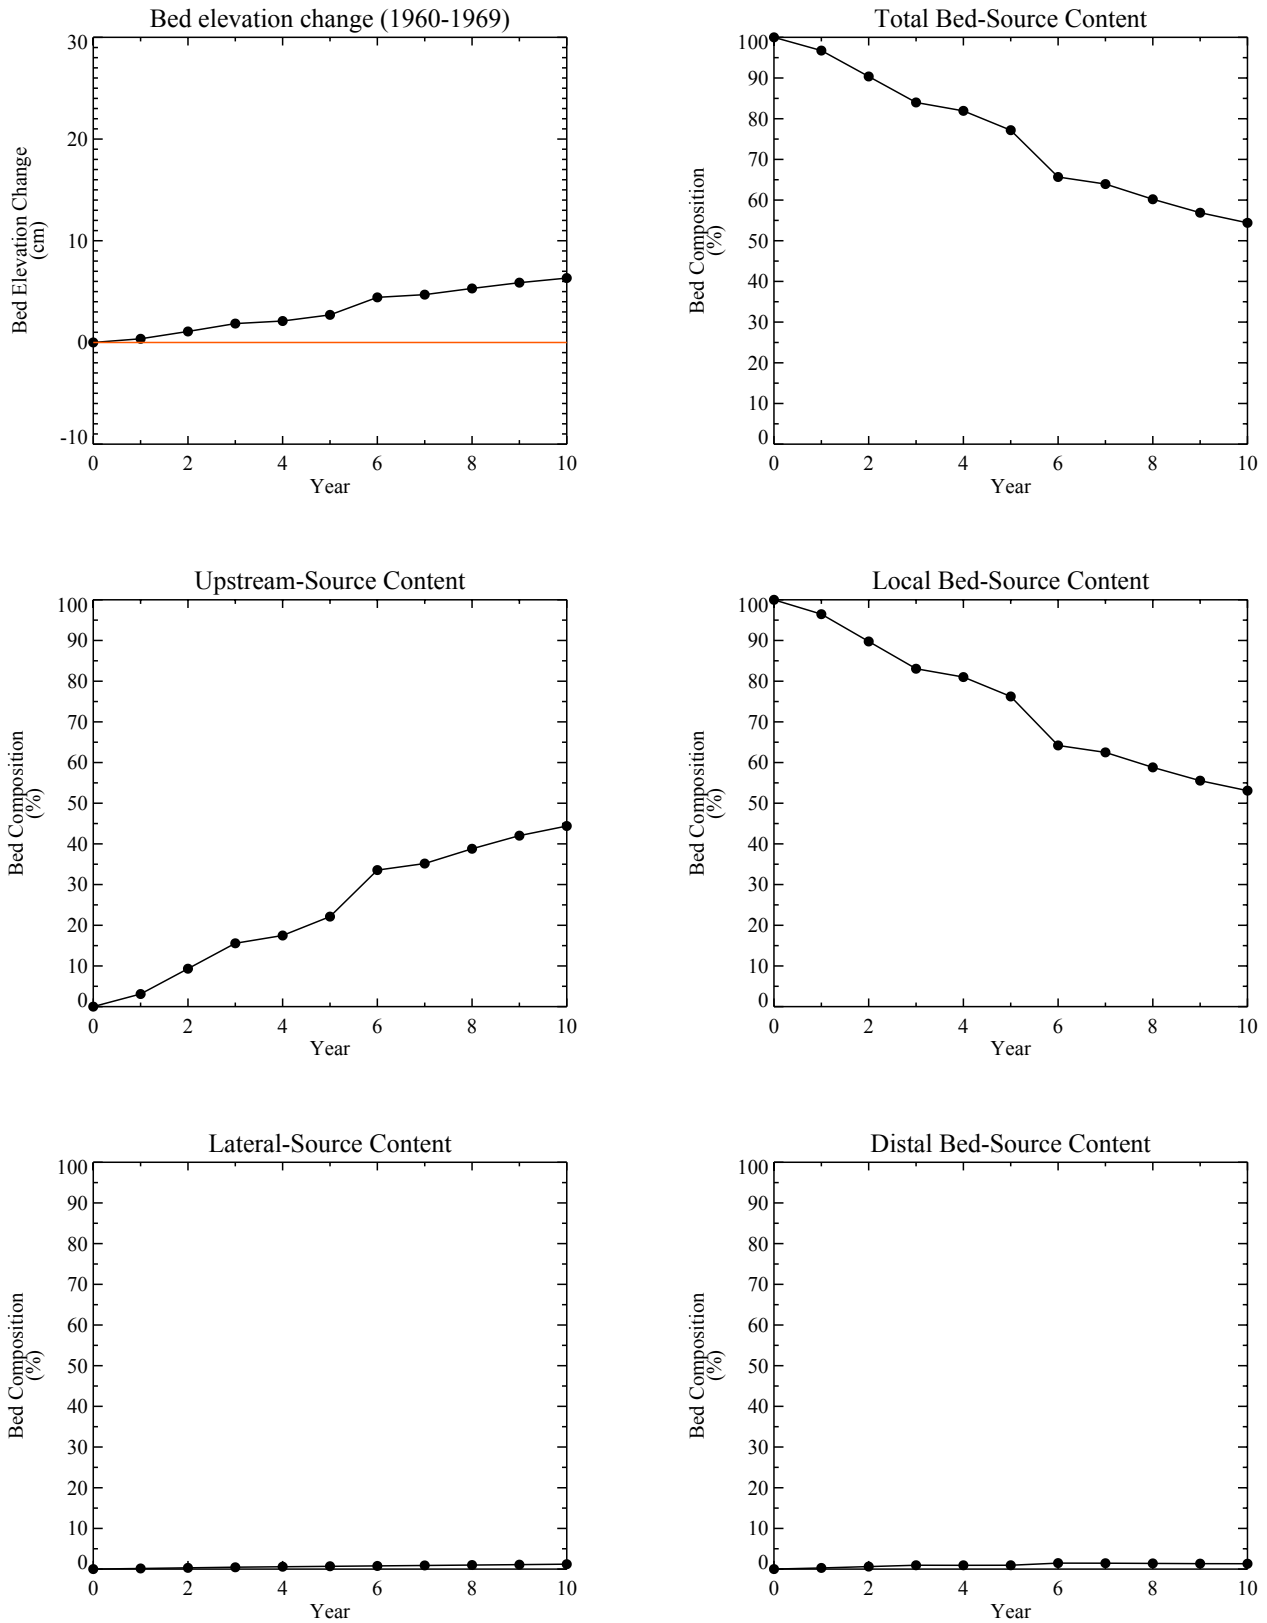 Bed elevation change (1960-1969)
30
20
10
0
-10
Bed Elevation Change
(cm)
0 2 4 6 8 10
Year
Total Bed-Source Content
100
90
80
70
60
50
40
30
20
10
0
Bed Composition
(%)
0 2 4 6 8 10
Year
Upstream-Source Content
100
90
80
70
60
50
40
30
20
10
0
Bed Composition
(%)
0 2 4 6 8 10
Year
Local Bed-Source Content
100
90
80
70
60
50
40
30
20
10
0
Bed Composition
(%)
0 2 4 6 8 10
Year
Lateral-Source Content
100
90
80
70
60
50
40
30
20
10
0
Bed Composition
(%)
0 2 4 6 8 10
Year
Distal Bed-Source Content
100
90
80
70
60
50
40
30
20
10
0
Bed Composition
(%)
0 2 4 6 8 10
Year